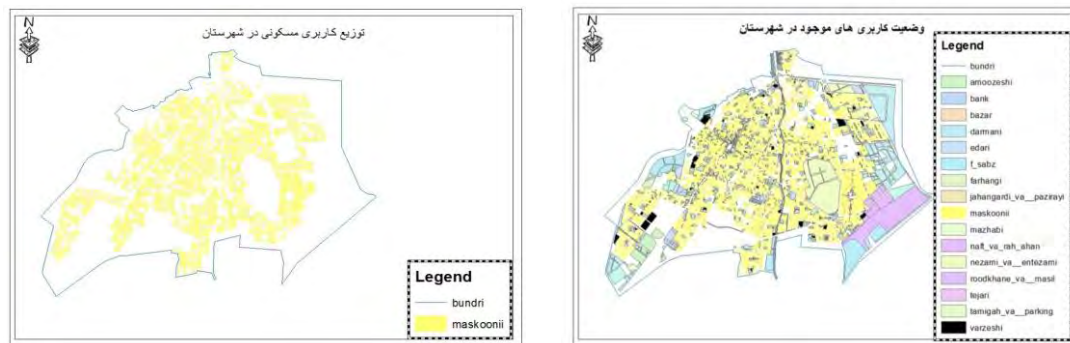 N
توزیع کاربری مسکونی در شهرستان
Legend
bundri
maskoonii
N
وضعیت کاربری های موجود در شهرستان
Legend
bundri
amoozeshi
bank
bazar
darmani
edari
f_sabz
farhangi
jahangardi_va__pazirayi
maskoonii
mazhabi
naft_va_rah_ahan
nezami_va__entezami
roodkhane_va__masil
tejari
tamigah_va__parking
varzeshi